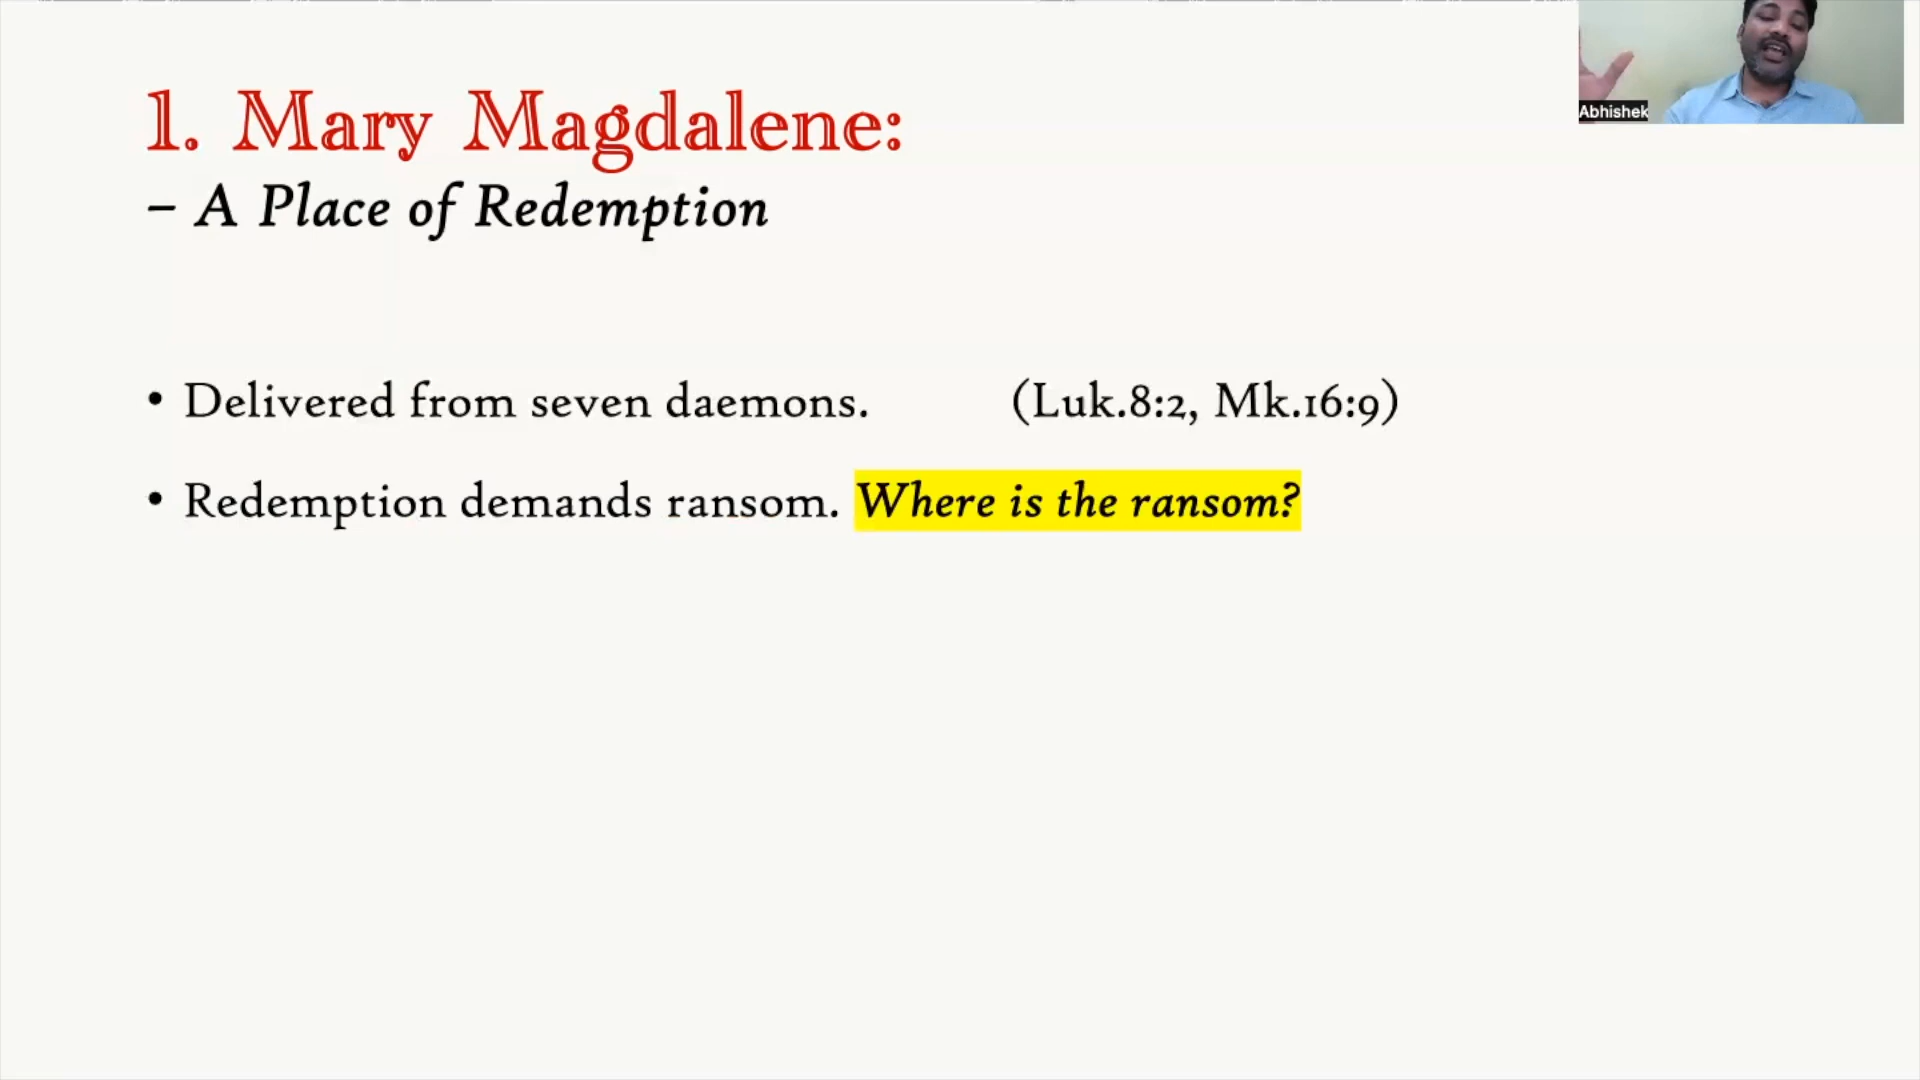 1. Mary Magdalene:
– A Place of Redemption
• Delivered from seven daemons. (Luk.8:2, Mk.16:9)
• Redemption demands ransom. Where is the ransom?
Abhishek